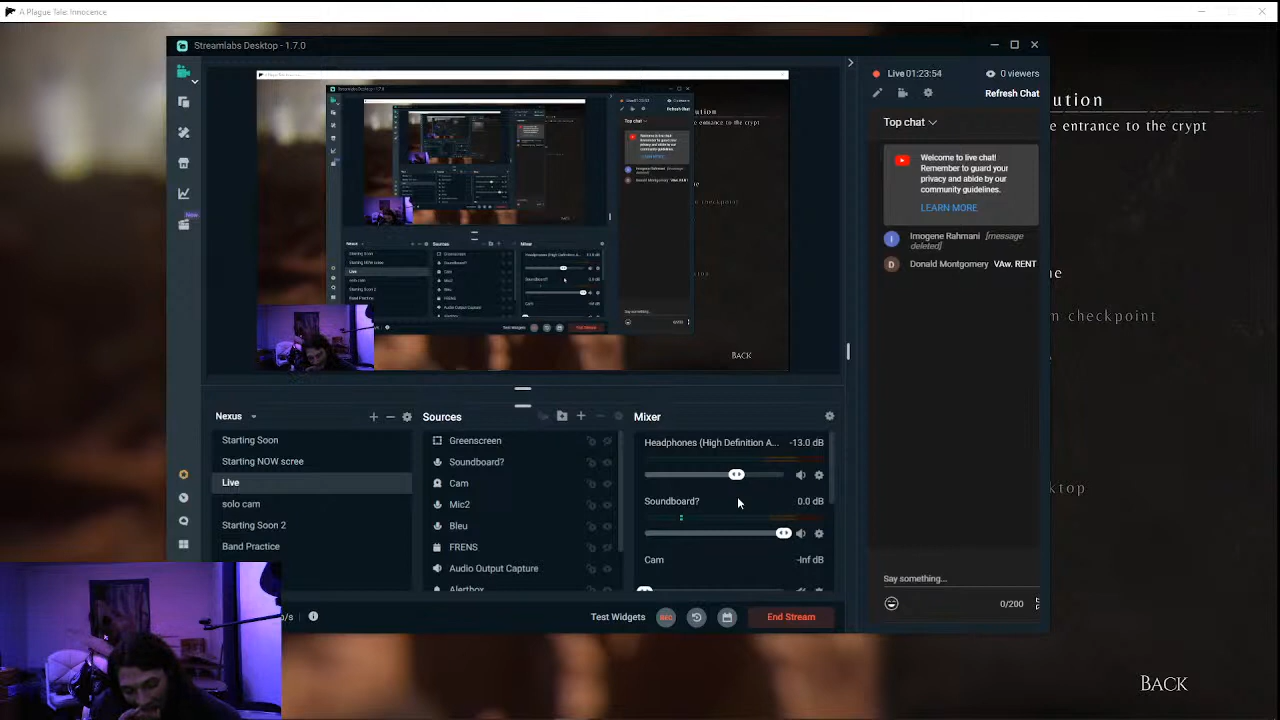 A Plague Tale: Innocence
Streamlabs Desktop - 1.7.0
Live 01:23:54
0 viewers
Refresh Chat
Top chat
Welcome to live chat!
Remember to guard your
privacy and abide by our
community guidelines.
LEARN MORE
Imogene Rahmani [message
deleted]
Donald Montgomery VAw. RENT
Say something...
0/200
e entrance to the crypt
BACK
Nexus
Starting Soon
Starting NOW scree
Live
solo cam
Starting Soon 2
Band Practice
Sources
Greenscreen
Soundboard?
Cam
Mic2
Bleu
FRENS
Audio Output Capture
Alertbox
Mixer
Headphones (High Definition A... -13.0 dB
Soundboard? 0.0 dB
Cam -Inf dB
Test Widgets
REC
End Stream
n checkpoint
ktop
BACK